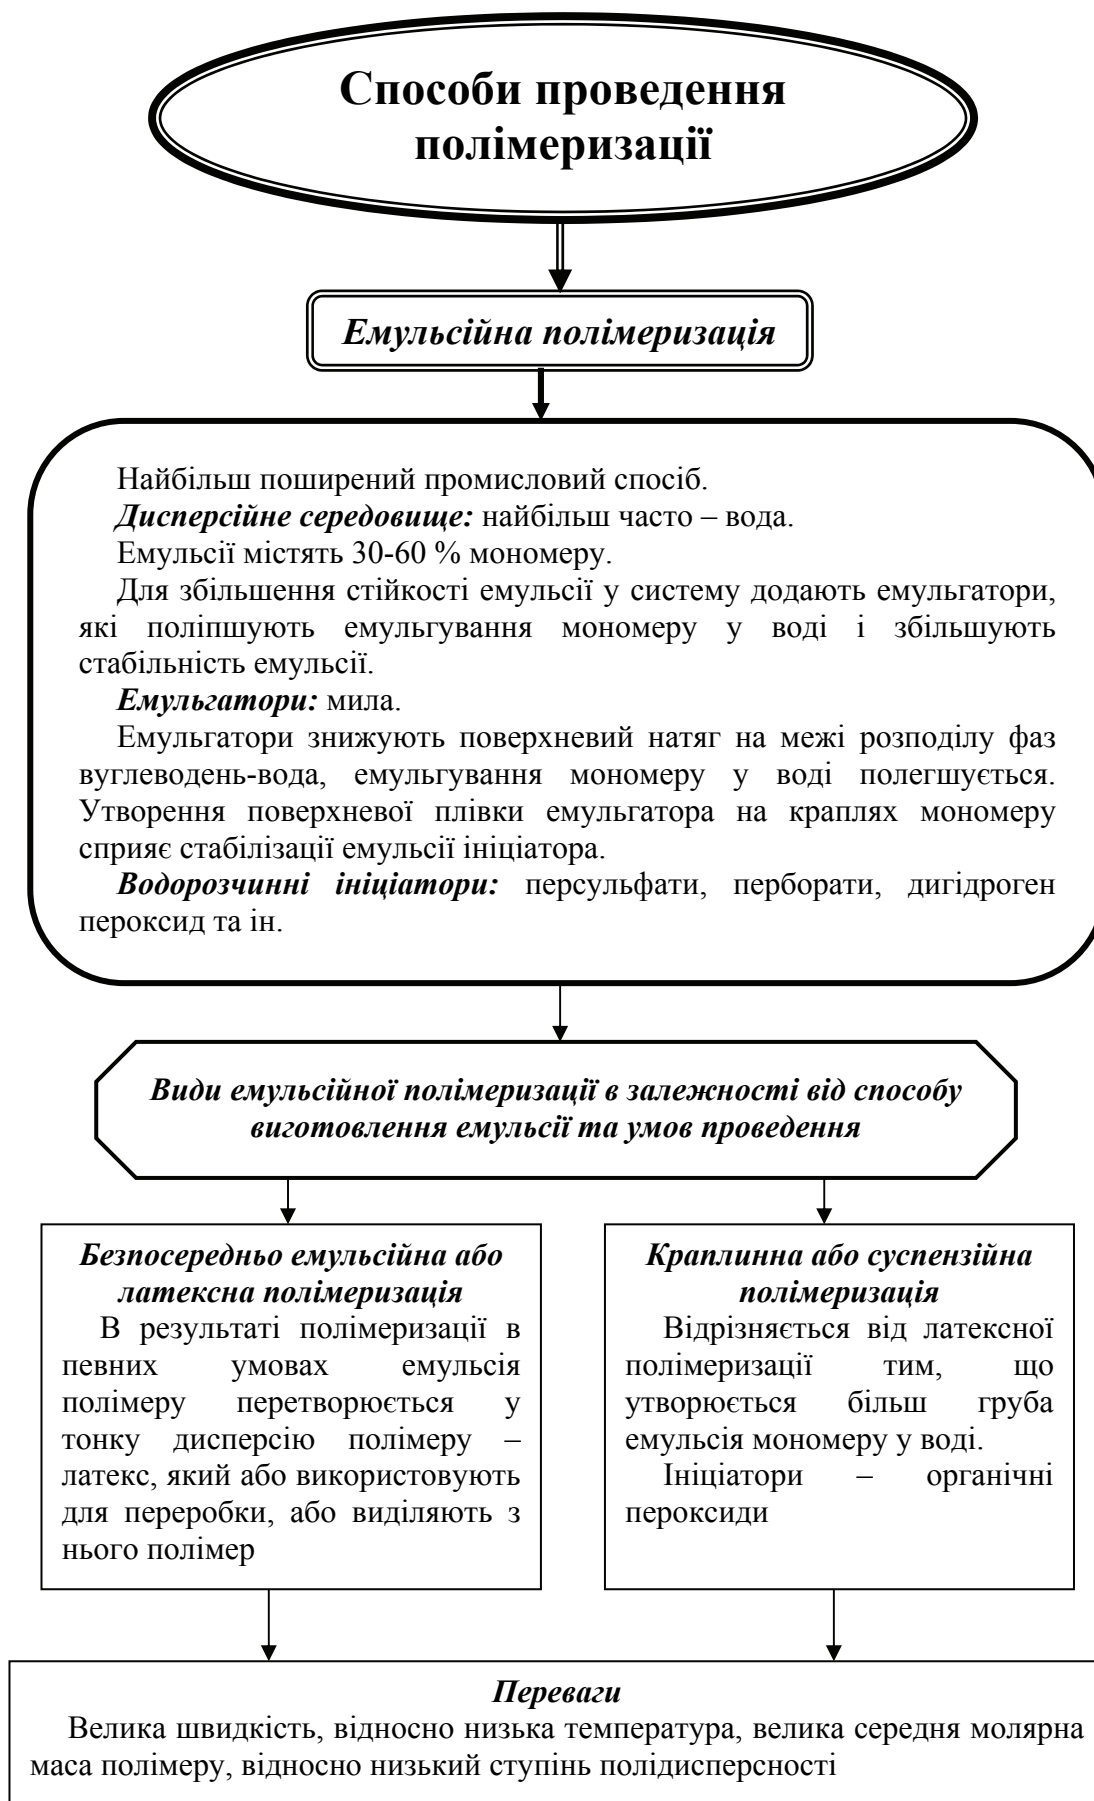 Способи проведення
полімеризації
Емульсійна полімеризація
Найбільш поширений промисловий спосіб.
Дисперсійне середовище: найбільш часто – вода.
Емульсії містять 30-60 % мономеру.
Для збільшення стійкості емульсії у систему додають емульгатори,
які поліпшують емульгування мономеру у воді і збільшують
стабільність емульсії.
Емульгатори: мила.
Емульгатори знижують поверхневий натяг на межі розподілу фаз
вуглеводень-вода, емульгування мономеру у воді полегшується.
Утворення поверхневої плівки емульгатора на краплях мономеру
сприяє стабілізації емульсії ініціатора.
Водорозчинні ініціатори: персульфати, перборати, дигідроген
пероксид та ін.
Види емульсійної полімеризації в залежності від способу
виготовлення емульсії та умов проведення
Безпосередньо емульсійна або
латексна полімеризація
В результаті полімеризації в
певних умовах емульсія
полімеру перетворюється у
тонку дисперсію полімеру –
латекс, який або використовують
для переробки, або виділяють з
нього полімер
Краплинна або суспензійна
полімеризація
Відрізняється від латексної
полімеризації тим, що
утворюється більш груба
емульсія мономеру у воді.
Ініціатори – органічні
пероксиди
Переваги
Велика швидкість, відносно низька температура, велика середня молярна
маса полімеру, відносно низький ступінь полідисперсності